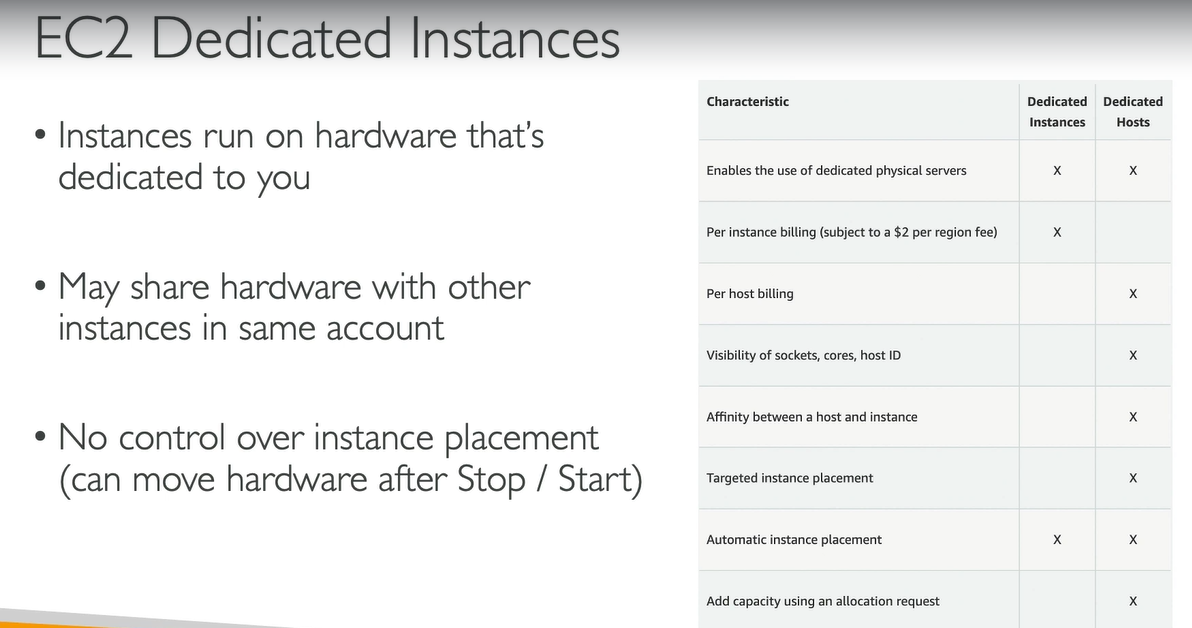 EC2 Dedicated Instances
• Instances run on hardware that's
dedicated to you
• May share hardware with other
instances in same account
• No control over instance placement
(can move hardware after Stop / Start)
Characteristic Dedicated Instances Dedicated Hosts
Enables the use of dedicated physical servers X X
Per instance billing (subject to a $2 per region fee) X
Per host billing X
Visibility of sockets, cores, host ID X
Affinity between a host and instance X
Targeted instance placement X
Automatic instance placement X X
Add capacity using an allocation request X